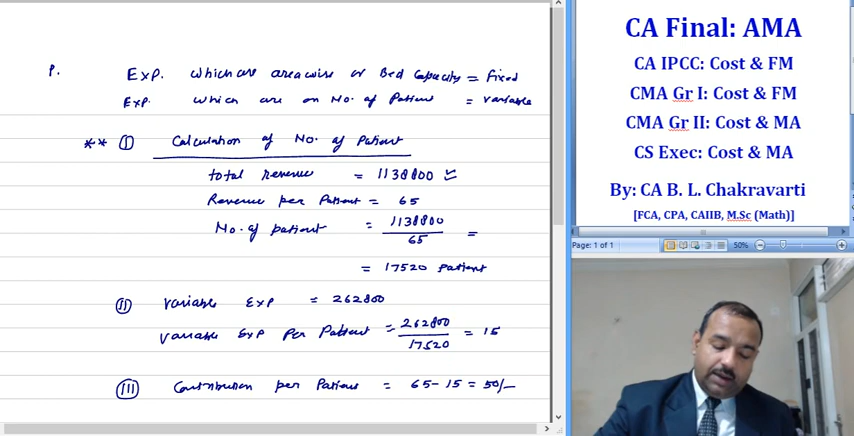 P. Exp. which are area wise or Bed Capacity = Fixed
Exp. which are on No. of Patient = Variable
** (I) Calculation of No. of Patient
total revenue = 1138800
Revenue per Patient = 65
No. of patient = 1138800 / 65 =
= 17520 Patient
(II) Variable Exp = 262800
Variable Exp Per Patient = 262800 / 17520 = 15
(III) Contribution per Patient = 65 - 15 = 50/-
CA Final: AMA
CA IPCC: Cost & FM
CMA Gr I: Cost & FM
CMA Gr II: Cost & MA
CS Exec: Cost & MA
By: CA B. L. Chakravarti
[FCA, CPA, CAIIB, M.Sc (Math)]
Page: 1 of 1
50%